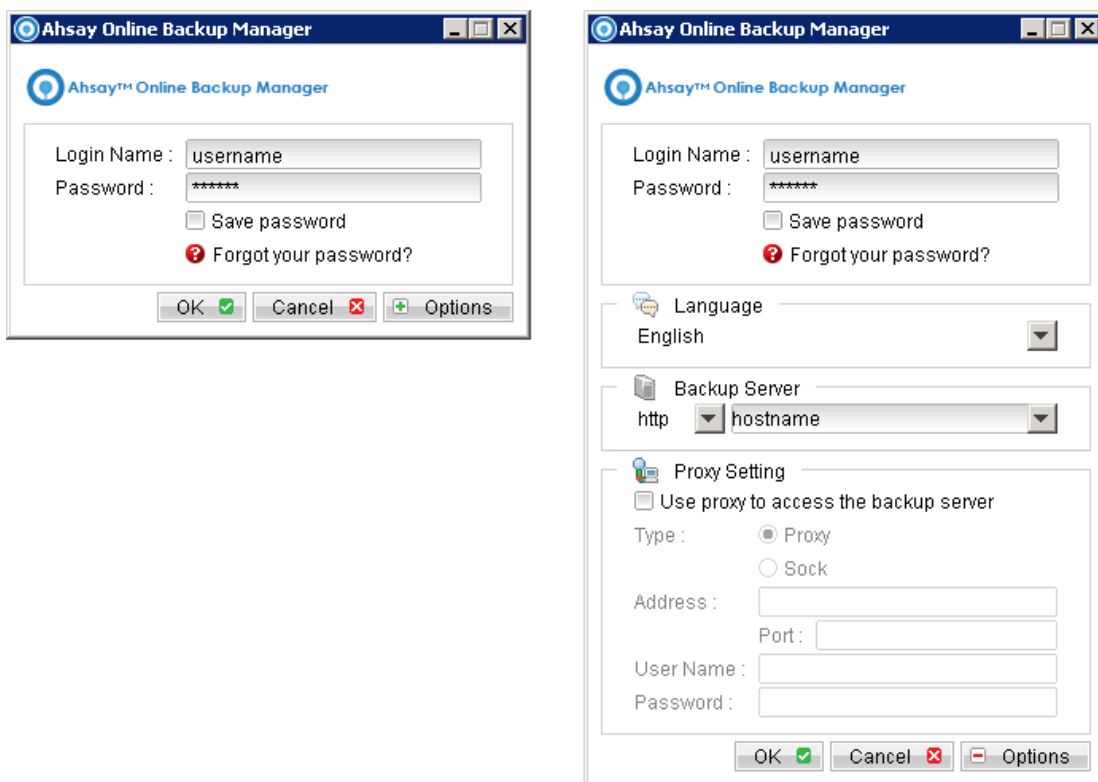 Ahsay Online Backup Manager
Ahsay™ Online Backup Manager
Login Name : username
Password : ******
Save password
Forgot your password?
OK Cancel Options
Ahsay Online Backup Manager
Ahsay™ Online Backup Manager
Login Name : username
Password : ******
Save password
Forgot your password?
Language
English
Backup Server
http hostname
Proxy Setting
Use proxy to access the backup server
Type : Proxy
Sock
Address :
Port :
User Name :
Password :
OK Cancel Options